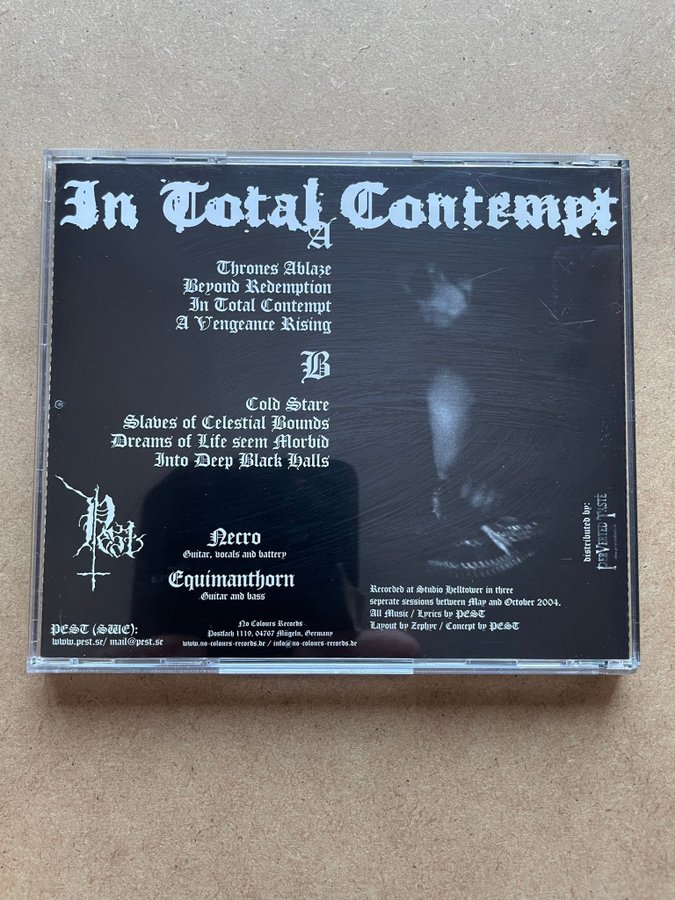 In Total Contempt
A
Thrones Ablaze
Beyond Redemption
In Total Contempt
A Vengeance Rising
B
Cold Stare
Slaves of Celestial Bounds
Dreams of Life seem Morbid
Into Deep Black Halls
Pest
Necro
Guitar, vocals and battery
Equimanthorn
Guitar and bass
PEST (SWE):
www.pest.se/ mail@pest.se
No Colours Records
Postfach 1119, 04767 Mügeln, Germany
www.no-colours-records.de / info@no-colours-records.de
Recorded at Studio Helltower in three
seperate sessions between May and October 2004.
All Music / Lyrics by PEST
Layout by Zephyr / Concept by PEST
distributed by:
PerVerted Taste